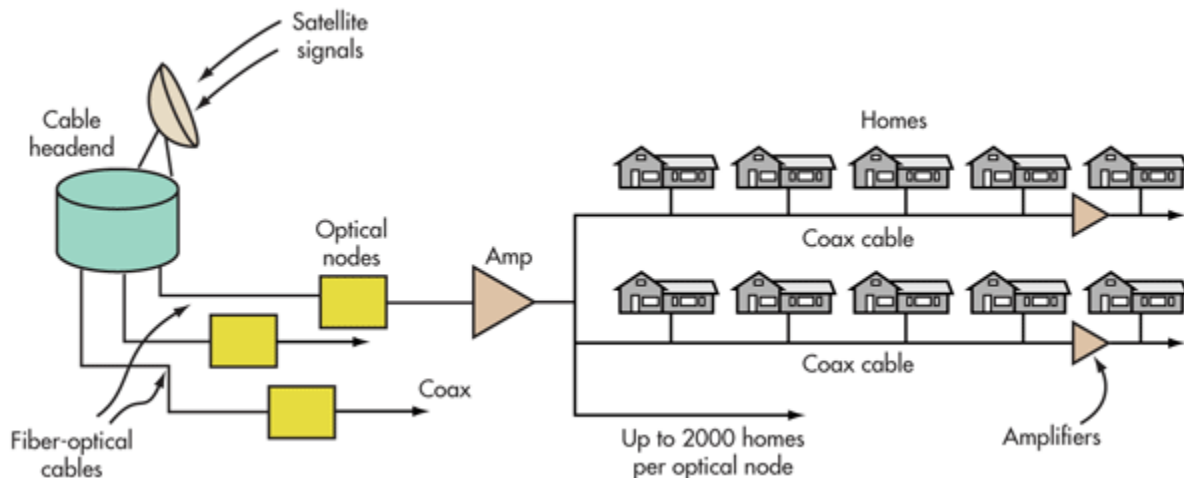 Satellite
signals
Cable
headend
Homes
Optical
nodes
Amp
Coax cable
Coax cable
Coax
Fiber-optical
cables
Up to 2000 homes
per optical node
Amplifiers